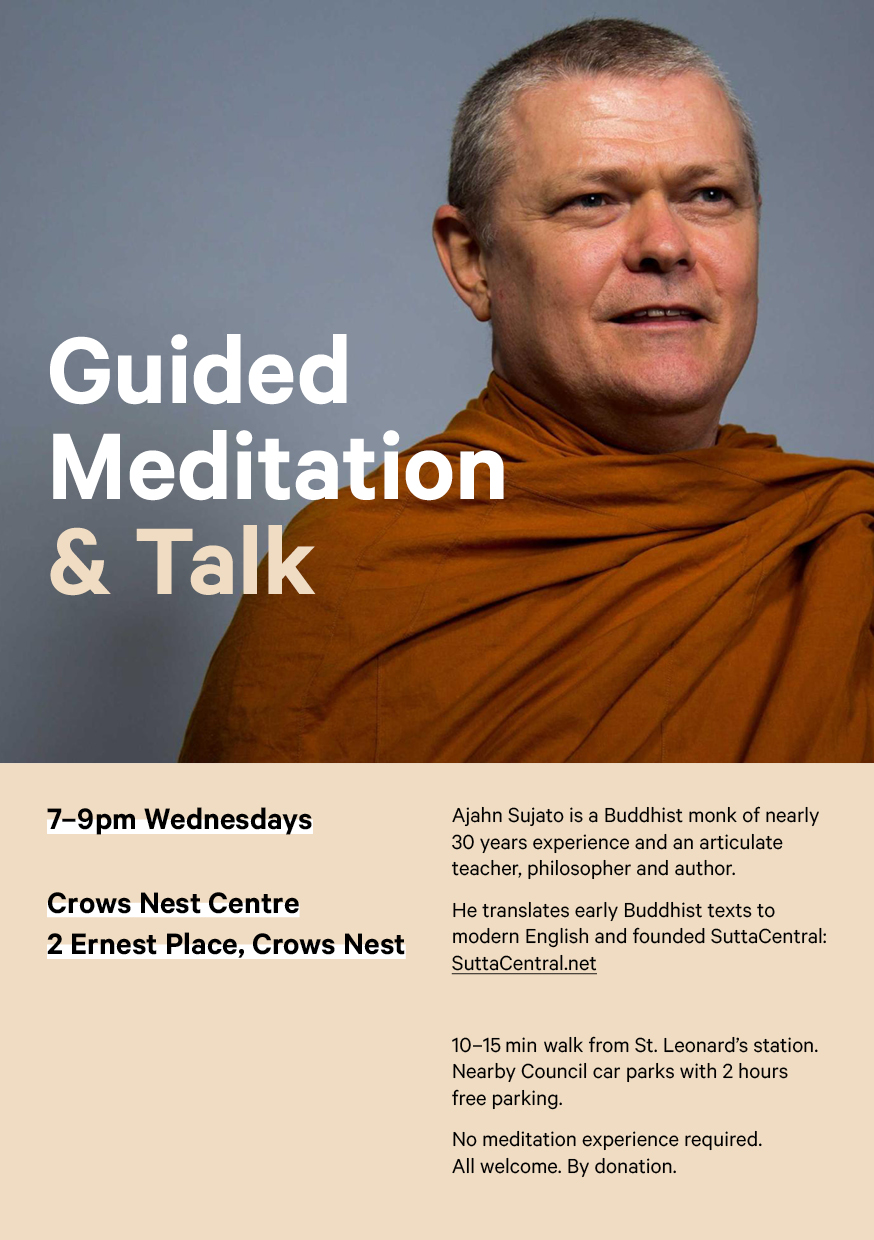 Guided
Meditation
& Talk
7–9pm Wednesdays
Crows Nest Centre
2 Ernest Place, Crows Nest
Ajahn Sujato is a Buddhist monk of nearly
30 years experience and an articulate
teacher, philosopher and author.
He translates early Buddhist texts to
modern English and founded SuttaCentral:
SuttaCentral.net
10–15 min walk from St. Leonard’s station.
Nearby Council car parks with 2 hours
free parking.
No meditation experience required.
All welcome. By donation.